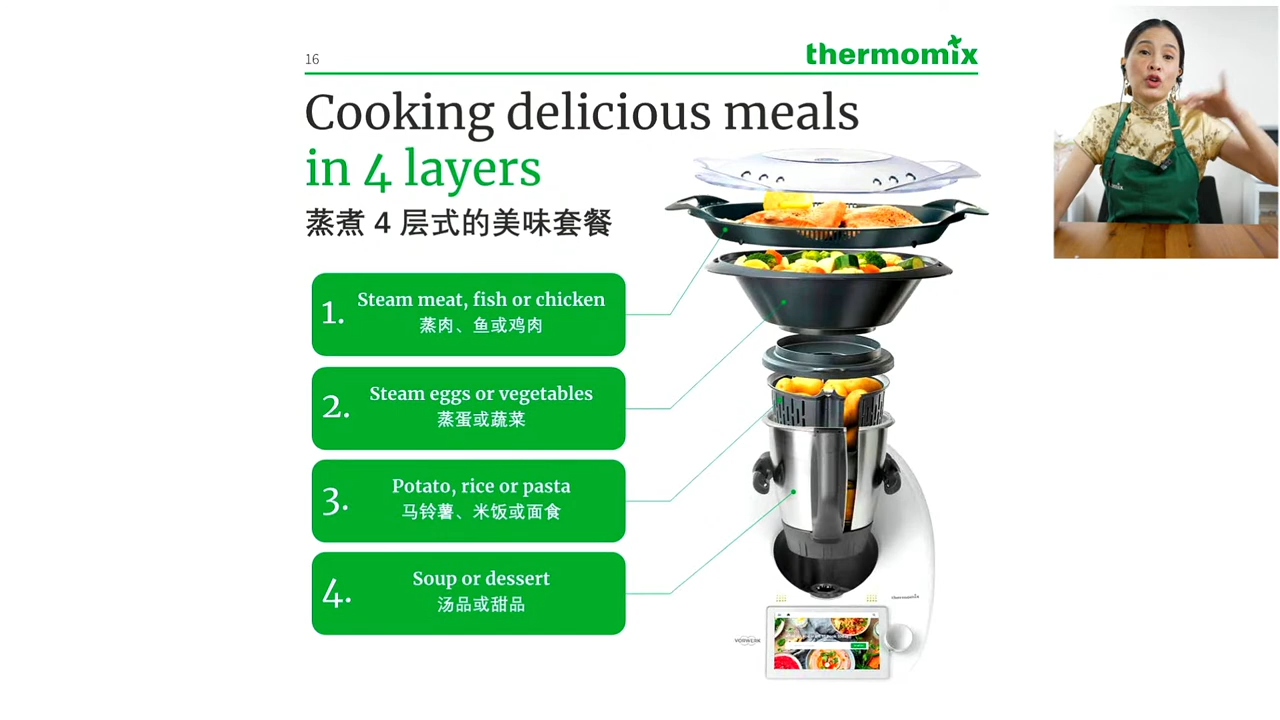 16
thermomix
Cooking delicious meals
in 4 layers
蒸煮 4 层式的美味套餐
1.
Steam meat, fish or chicken
蒸肉、鱼或鸡肉
2.
Steam eggs or vegetables
蒸蛋或蔬菜
3.
Potato, rice or pasta
马铃薯、米饭或面食
4.
Soup or dessert
汤品或甜品
thermomix
VORWERK